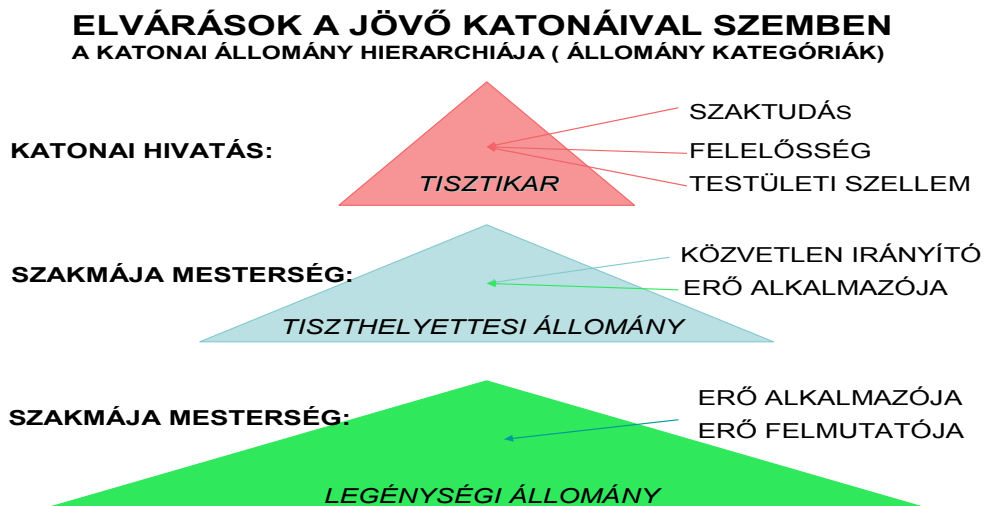 ELVÁRÁSOK A JÖVŐ KATONÁIVAL SZEMBEN
A KATONAI ÁLLOMÁNY HIERARCHIÁJA ( ÁLLOMÁNY KATEGÓRIÁK)
SZAKTUDÁS
KATONAI HIVATÁS:
FELELŐSSÉG
TISZTIKAR
TESTÜLETI SZELLEM
KÖZVETLEN IRÁNYÍTÓ
SZAKMÁJA MESTERSÉG:
ERŐ ALKALMAZÓJA
TISZTHELYETTESI ÁLLOMÁNY
ERŐ ALKALMAZÓJA
SZAKMÁJA MESTERSÉG:
ERŐ FELMUTATÓJA
LEGÉNYSÉGI ÁLLOMÁNY